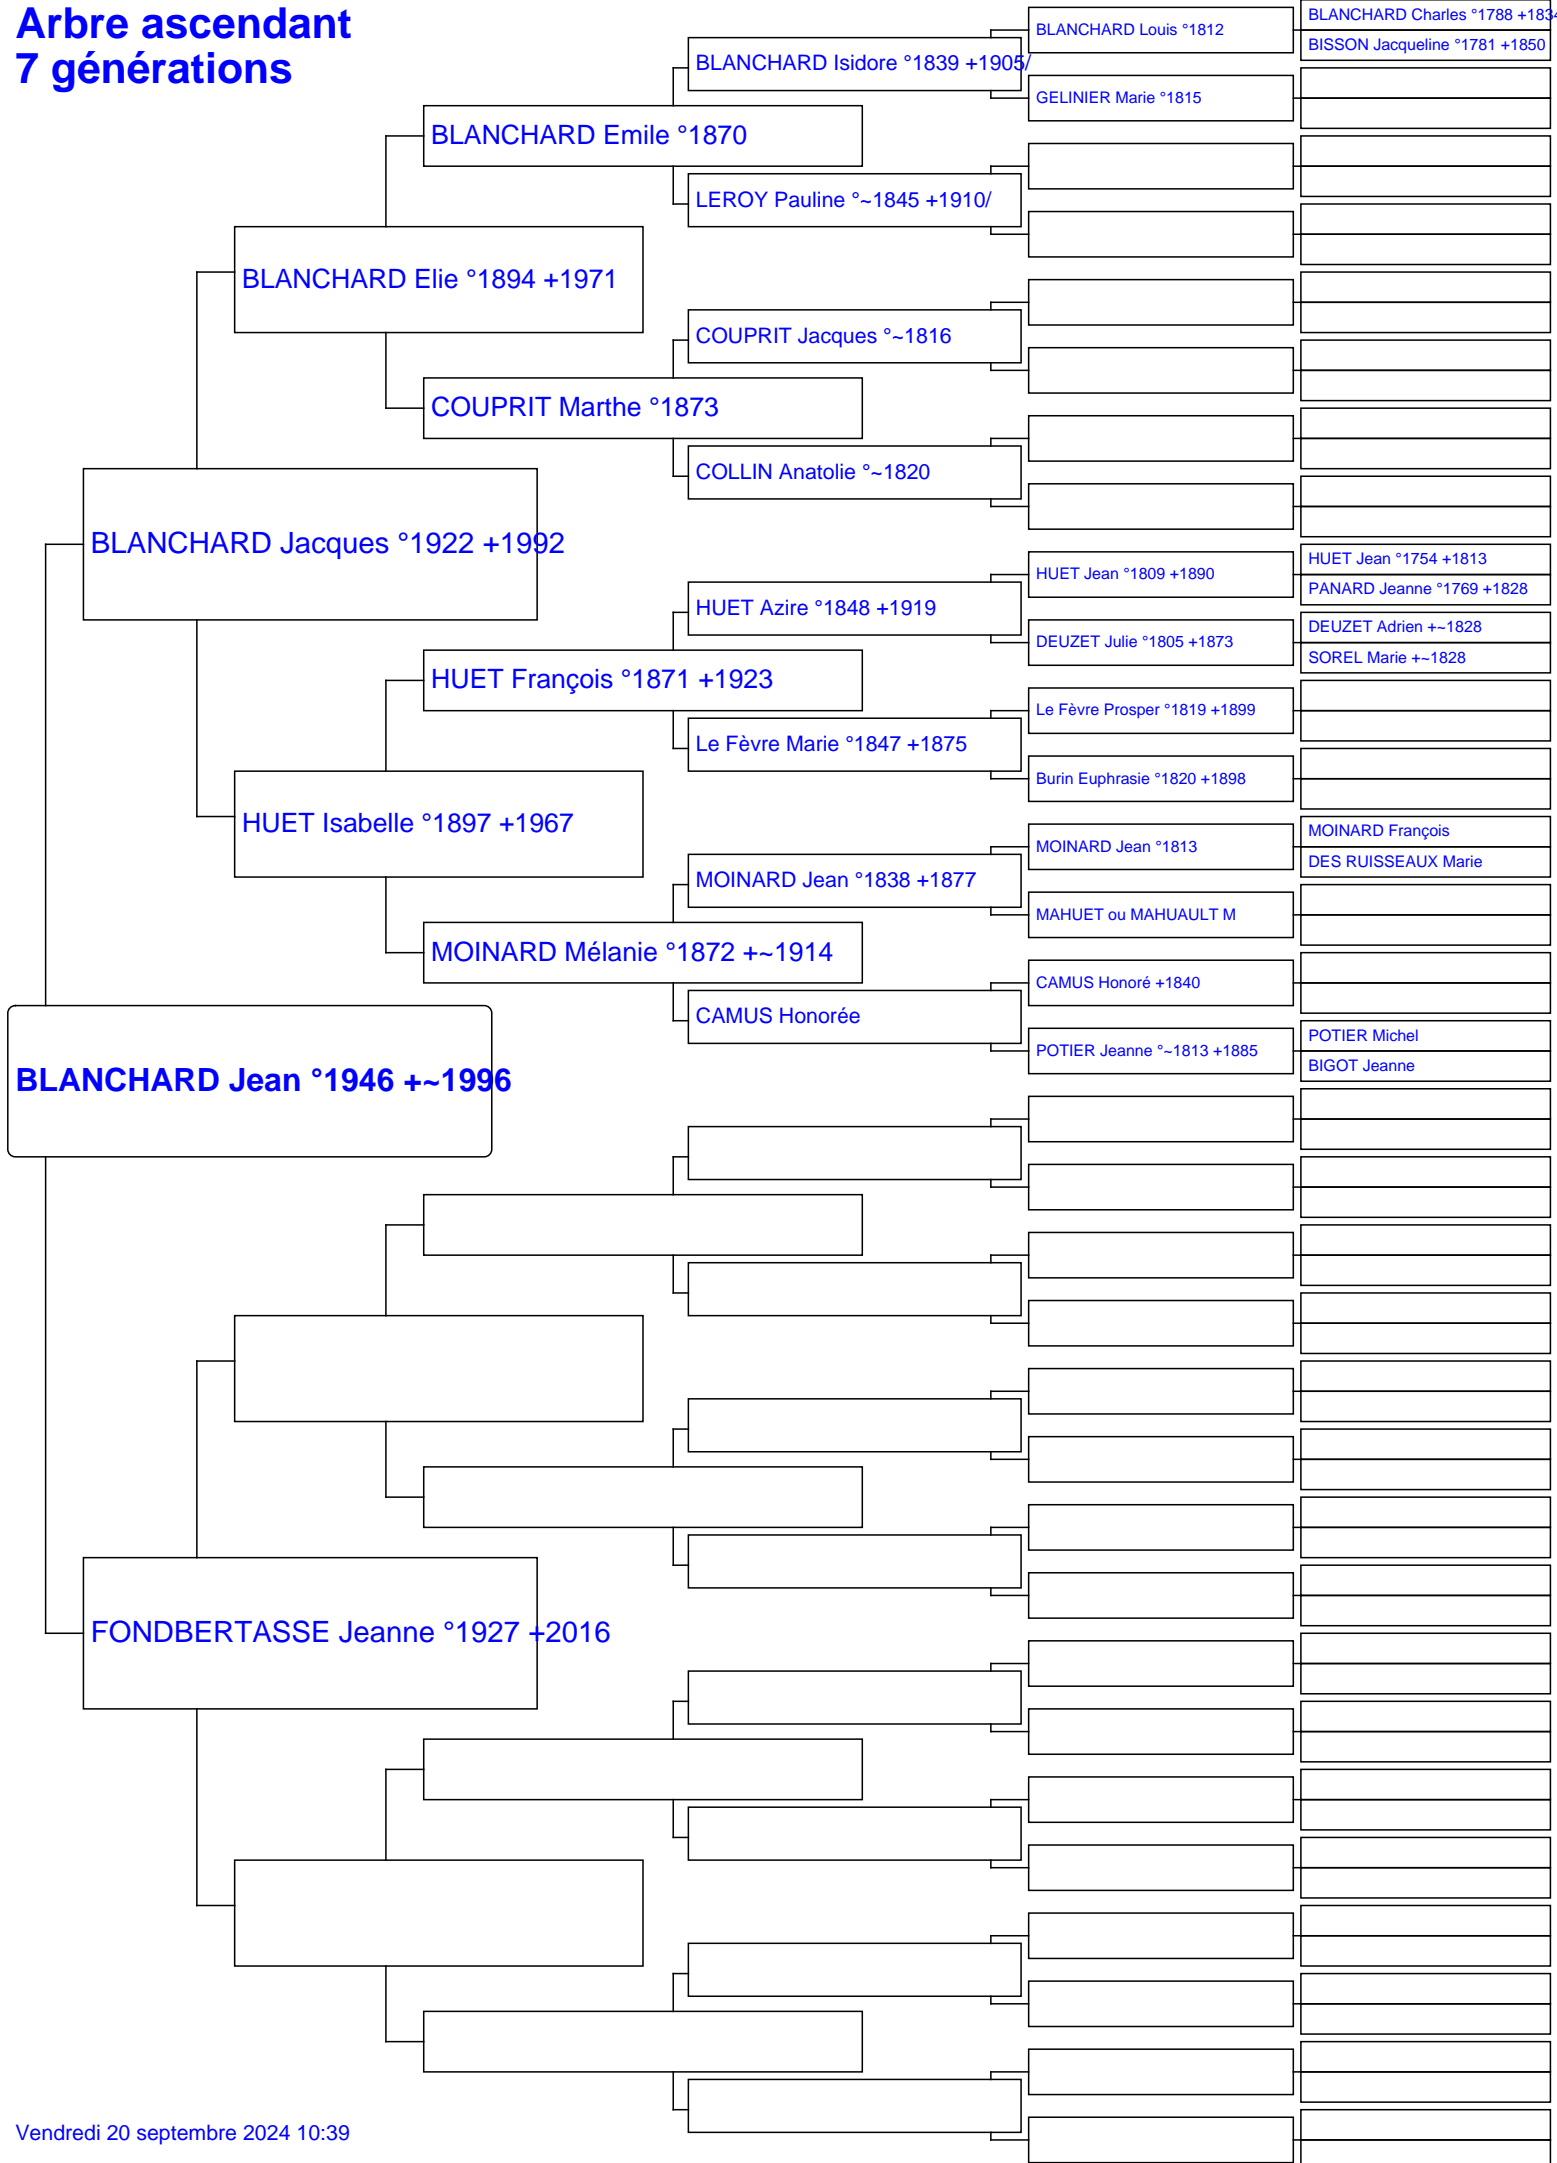 Arbre ascendant
7 générations
BLANCHARD Jean °1946 +~1996
BLANCHARD Jacques °1922 +1992
FONDBERTASSE Jeanne °1927 +2016
BLANCHARD Elie °1894 +1971
HUET Isabelle °1897 +1967
BLANCHARD Emile °1870
COUPRIT Marthe °1873
HUET François °1871 +1923
MOINARD Mélanie °1872 +~1914
BLANCHARD Isidore °1839 +1905/
LEROY Pauline °~1845 +1910/
COUPRIT Jacques °~1816
COLLIN Anatolie °~1820
HUET Azire °1848 +1919
Le Fèvre Marie °1847 +1875
MOINARD Jean °1838 +1877
CAMUS Honorée
BLANCHARD Louis °1812
GELINIER Marie °1815
HUET Jean °1809 +1890
DEUZET Julie °1805 +1873
Le Fèvre Prosper °1819 +1899
Burin Euphrasie °1820 +1898
MOINARD Jean °1813
MAHUET ou MAHUAULT M
CAMUS Honoré +1840
POTIER Jeanne °~1813 +1885
BLANCHARD Charles °1788 +1834
BISSON Jacqueline °1781 +1850
HUET Jean °1754 +1813
PANARD Jeanne °1769 +1828
DEUZET Adrien +~1828
SOREL Marie +~1828
MOINARD François
DES RUISSEAUX Marie
POTIER Michel
BIGOT Jeanne
Vendredi 20 septembre 2024 10:39